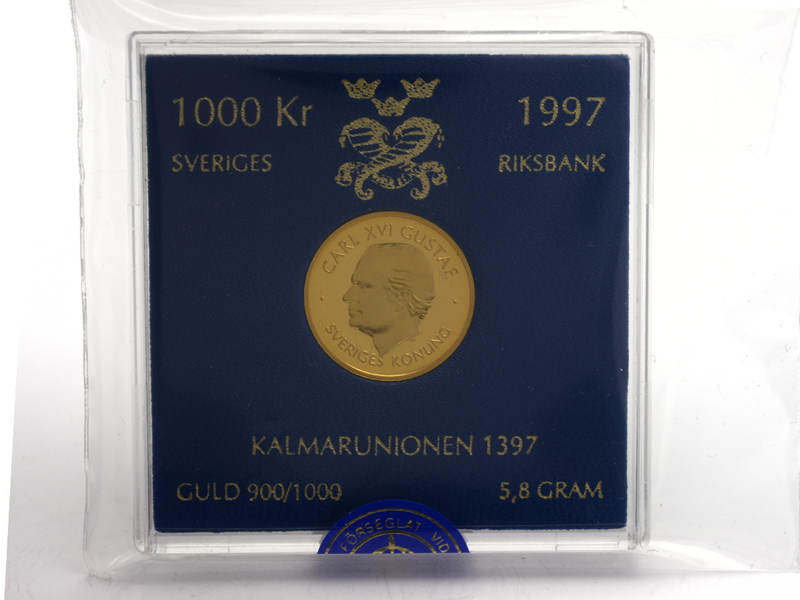 1000 Kr
1997
SVERIGES
RIKSBANK
CARL XVI GUSTAF
SVERIGES KONUNG
KALMARUNIONEN 1397
GULD 900/1000
5,8 GRAM
FÖRSEGLAT VID